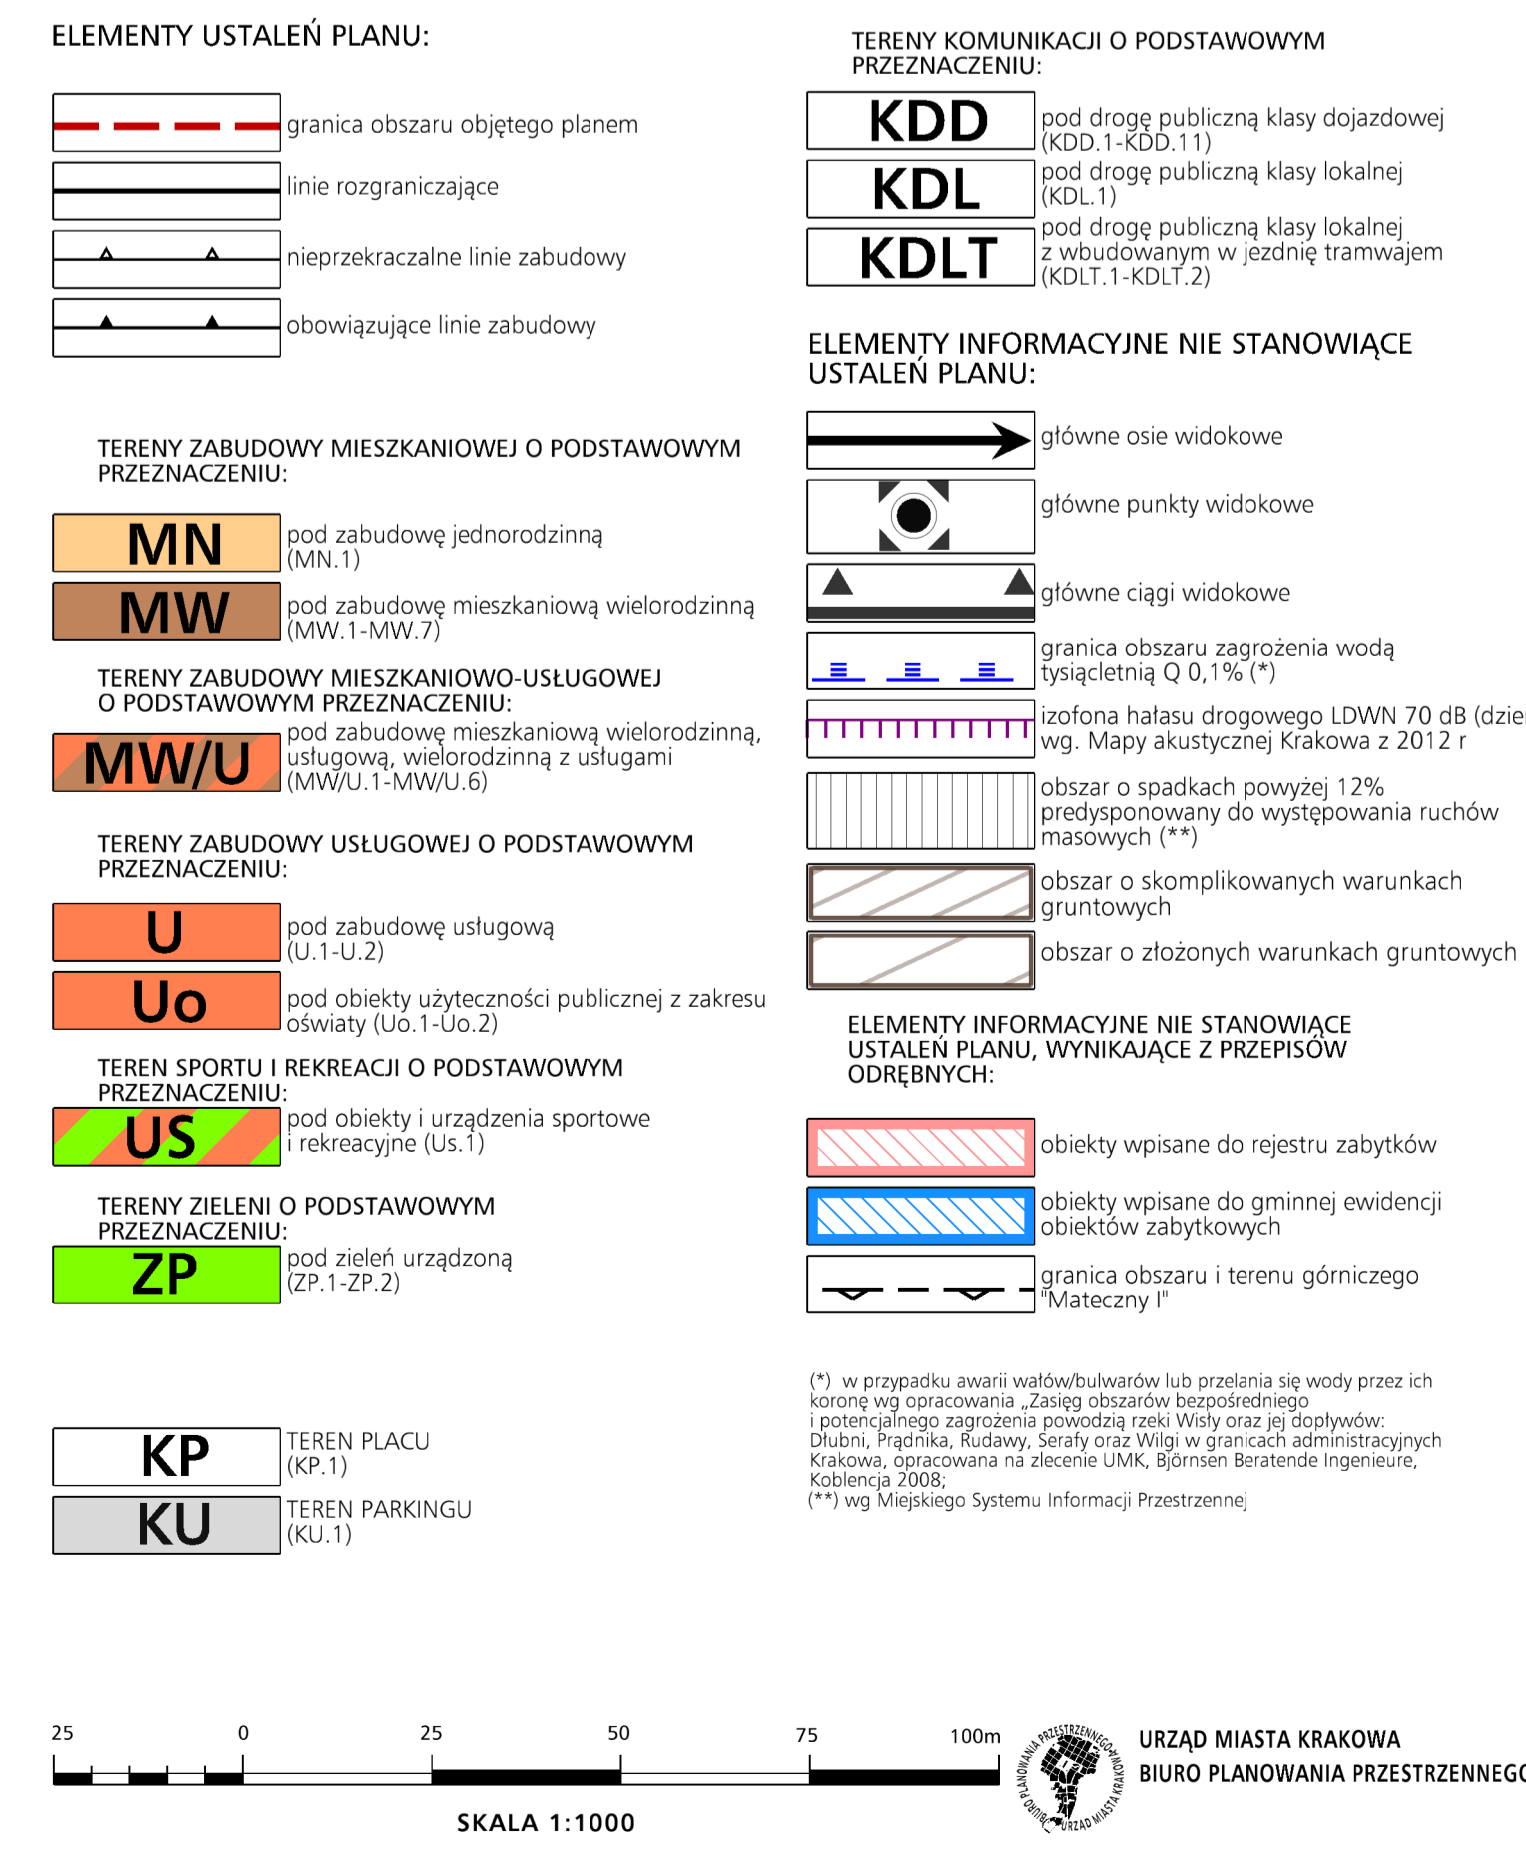 ELEMENTY USTALEŃ PLANU:
granica obszaru objętego planem
linie rozgraniczające
nieprzekraczalne linie zabudowy
obowiązujące linie zabudowy
TERENY ZABUDOWY MIESZKANIOWEJ O PODSTAWOWYM
PRZEZNACZENIU:
MN
pod zabudowę jednorodzinną
(MN.1)
MW
pod zabudowę mieszkaniową wielorodzinną
(MW.1-MW.7)
TERENY ZABUDOWY MIESZKANIOWO-USŁUGOWEJ
O PODSTAWOWYM PRZEZNACZENIU:
MW/U
pod zabudowę mieszkaniową wielorodzinną,
usługową, wielorodzinną z usługami
(MW/U.1-MW/U.6)
TERENY ZABUDOWY USŁUGOWEJ O PODSTAWOWYM
PRZEZNACZENIU:
U
pod zabudowę usługową
(U.1-U.2)
Uo
pod obiekty użyteczności publicznej z zakresu
oświaty (Uo.1-Uo.2)
TEREN SPORTU I REKREACJI O PODSTAWOWYM
PRZEZNACZENIU:
US
pod obiekty i urządzenia sportowe
i rekreacyjne (Us.1)
TERENY ZIELENI O PODSTAWOWYM
PRZEZNACZENIU:
ZP
pod zieleń urządzoną
(ZP.1-ZP.2)
KP
TEREN PLACU
(KP.1)
KU
TEREN PARKINGU
(KU.1)
TERENY KOMUNIKACJI O PODSTAWOWYM
PRZEZNACZENIU:
KDD
pod drogę publiczną klasy dojazdowej
(KDD.1-KDD.11)
KDL
pod drogę publiczną klasy lokalnej
(KDL.1)
KDLT
pod drogę publiczną klasy lokalnej
z wbudowanym w jezdnię tramwajem
(KDLT.1-KDLT.2)
ELEMENTY INFORMACYJNE NIE STANOWIĄCE
USTALEŃ PLANU:
główne osie widokowe
główne punkty widokowe
główne ciągi widokowe
granica obszaru zagrożenia wodą
tysiącletnią Q 0,1% (*)
izofona hałasu drogowego LDWN 70 dB (dzie
wg. Mapy akustycznej Krakowa z 2012 r
obszar o spadkach powyżej 12%
predysponowany do występowania ruchów
masowych (**)
obszar o skomplikowanych warunkach
gruntowych
obszar o złożonych warunkach gruntowych
ELEMENTY INFORMACYJNE NIE STANOWIĄCE
USTALEŃ PLANU, WYNIKAJĄCE Z PRZEPISÓW
ODRĘBNYCH:
obiekty wpisane do rejestru zabytków
obiekty wpisane do gminnej ewidencji
obiektów zabytkowych
granica obszaru i terenu górniczego
"Mateczny I"
(*) w przypadku awarii wałów/bulwarów lub przelania się wody przez ich
koronę wg opracowania „Zasięg obszarów bezpośredniego
i potencjalnego zagrożenia powodzią rzeki Wisły oraz jej dopływów:
Dłubni, Prądnika, Rudawy, Serafy oraz Wilgi w granicach administracyjnych
Krakowa, opracowana na zlecenie UMK, Björnsen Beratende Ingenieure,
Koblencja 2008;
(**) wg Miejskiego Systemu Informacji Przestrzennej
25 0 25 50 75 100m
SKALA 1:1000
BIURO PLANOWANIA PRZESTRZENNEGO
URZĄD MIASTA KRAKOWA
URZĄD MIASTA KRAKOWA
BIURO PLANOWANIA PRZESTRZENNEGO